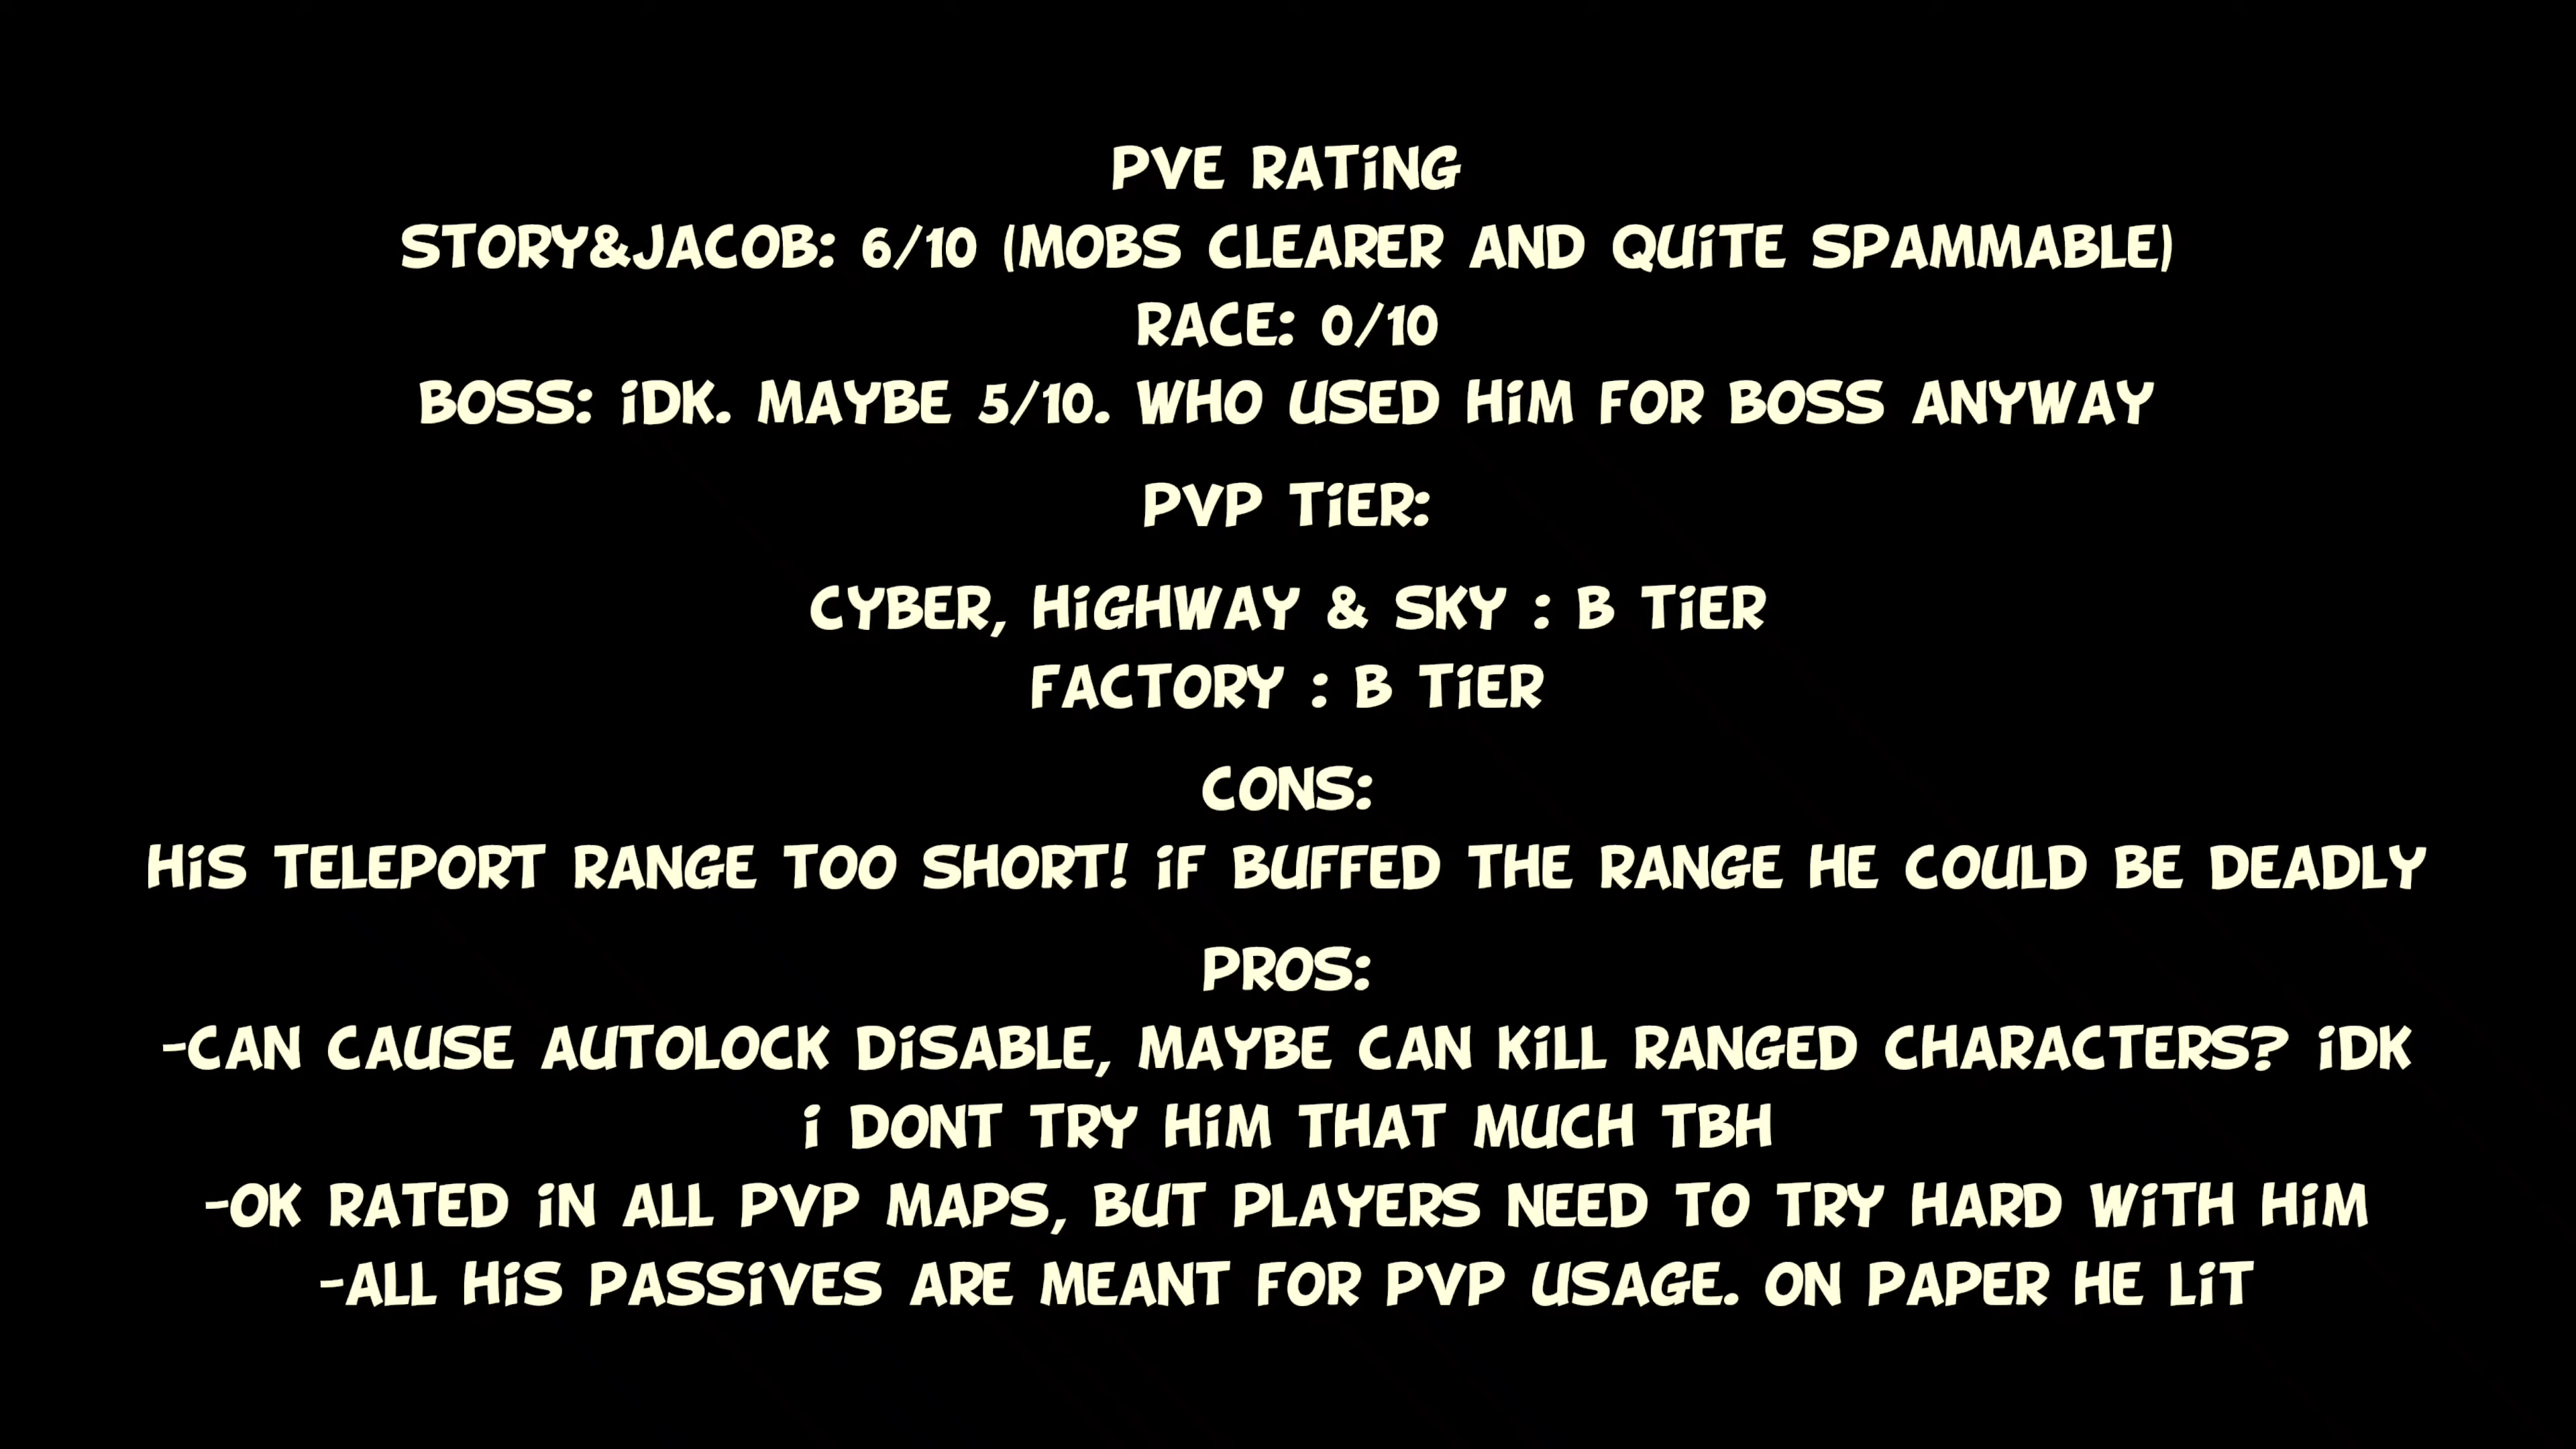 PVE RATING
STORY&JACOB: 6/10 (MOBS CLEARER AND QUITE SPAMMABLE)
RACE: 0/10
BOSS: IDK. MAYBE 5/10. WHO USED HIM FOR BOSS ANYWAY
PVP TIER:
CYBER, HIGHWAY & SKY : B TIER
FACTORY : B TIER
CONS:
HIS TELEPORT RANGE TOO SHORT! IF BUFFED THE RANGE HE COULD BE DEADLY
PROS:
-CAN CAUSE AUTOLOCK DISABLE, MAYBE CAN KILL RANGED CHARACTERS? IDK
I DONT TRY HIM THAT MUCH TBH
-OK RATED IN ALL PVP MAPS, BUT PLAYERS NEED TO TRY HARD WITH HIM
-ALL HIS PASSIVES ARE MEANT FOR PVP USAGE. ON PAPER HE LIT